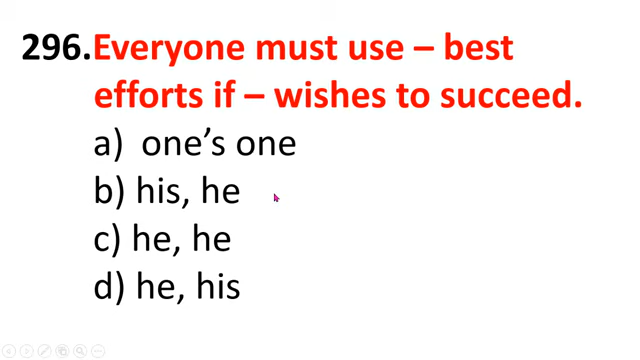 296.Everyone must use – best
efforts if – wishes to succeed.
a) one’s one
b) his, he
c) he, he
d) he, his